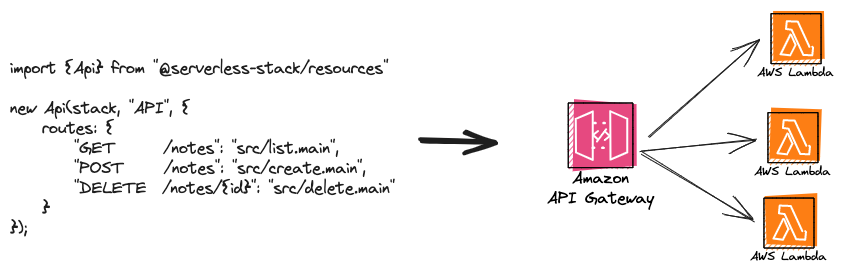 import {Api} from "@serverless-stack/resources"
new Api(stack, "API", {
routes: {
"GET /notes": "src/list.main",
"POST /notes": "src/create.main",
"DELETE /notes/{id}": "src/delete.main"
}
});
Amazon
API Gateway
AWS Lambda
AWS Lambda
AWS Lambda